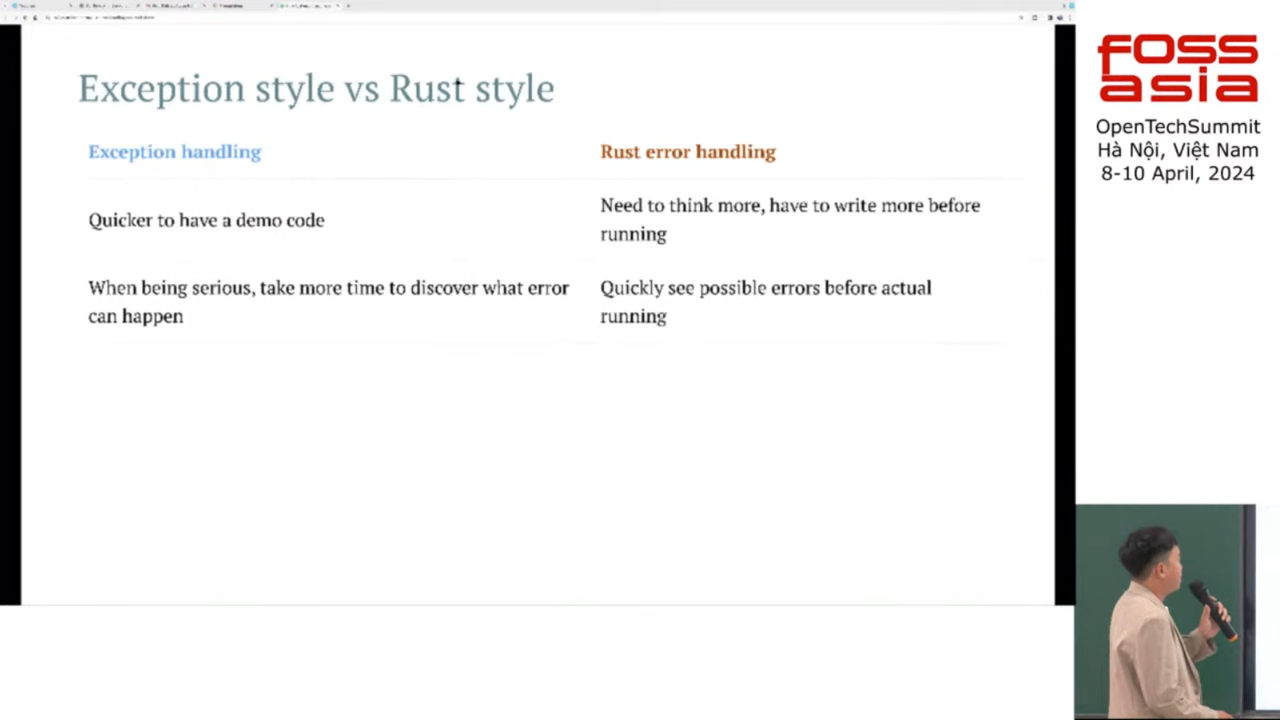 Exception style vs Rust style
Exception handling
Rust error handling
Quicker to have a demo code
Need to think more, have to write more before
running
When being serious, take more time to discover what error
can happen
Quickly see possible errors before actual
running
FOSS
asia
OpenTechSummit
Hà Nội, Việt Nam
8-10 April, 2024